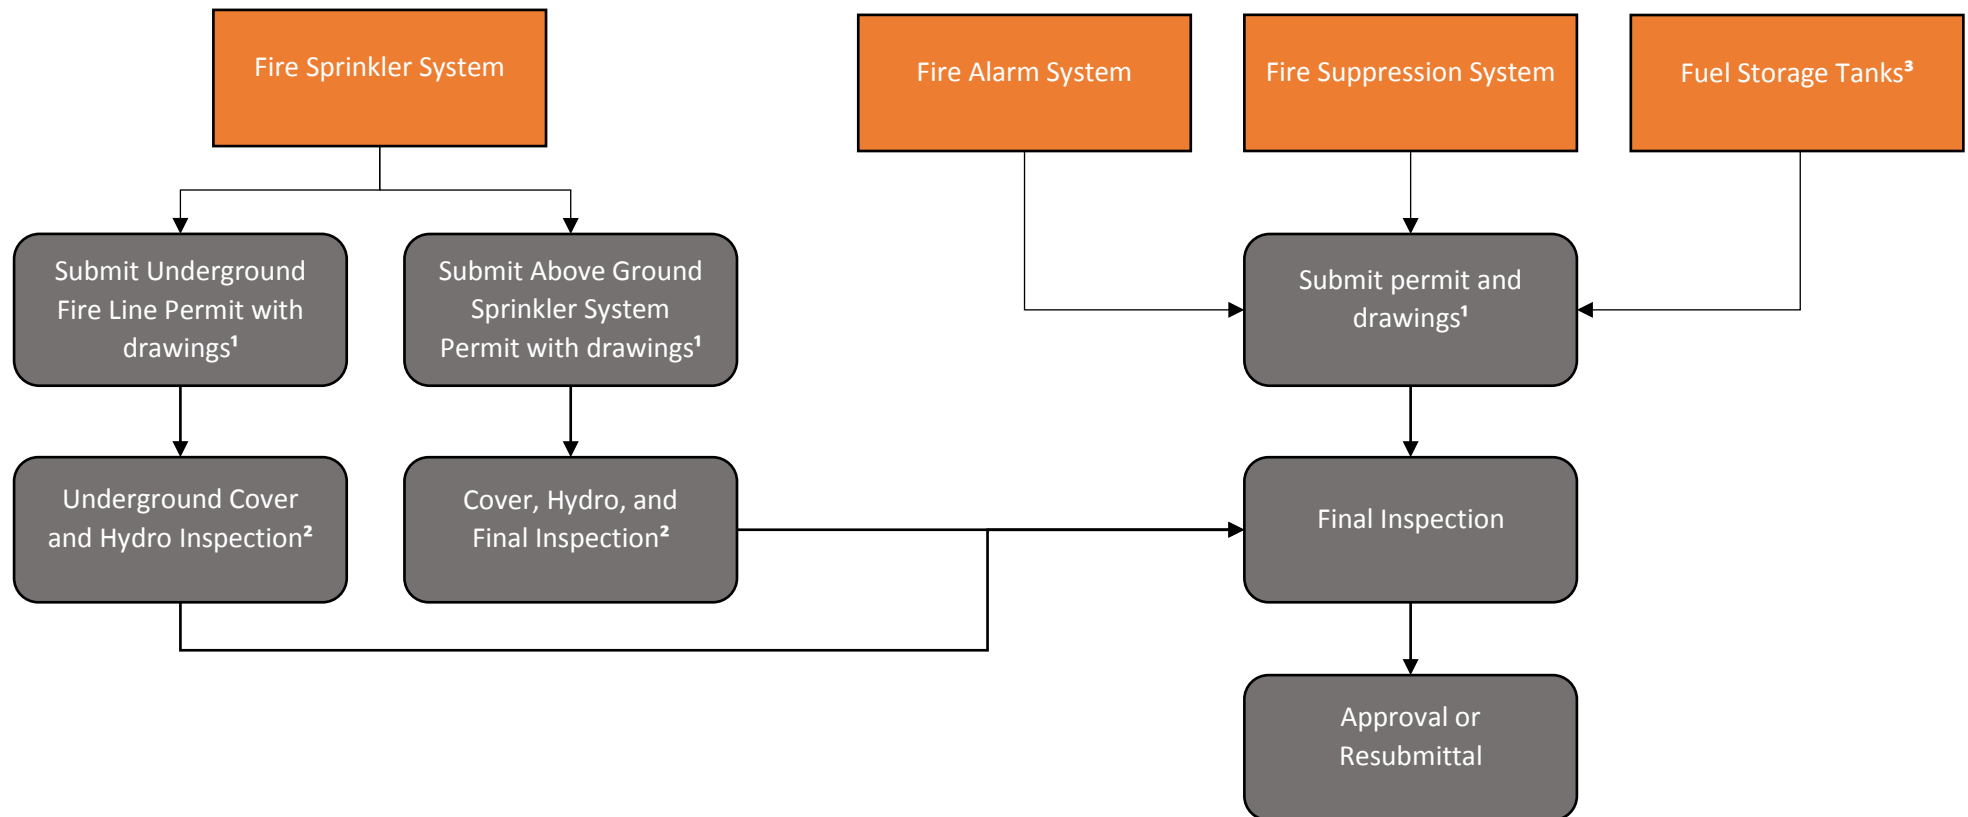 Fire Sprinkler System
Fire Alarm System
Fire Suppression System
Fuel Storage Tanks³
Submit Underground
Fire Line Permit with
drawings¹
Submit Above Ground
Sprinkler System
Permit with drawings¹
Submit permit and
drawings¹
Underground Cover
and Hydro Inspection²
Cover, Hydro, and
Final Inspection²
Final Inspection
Approval or
Resubmittal